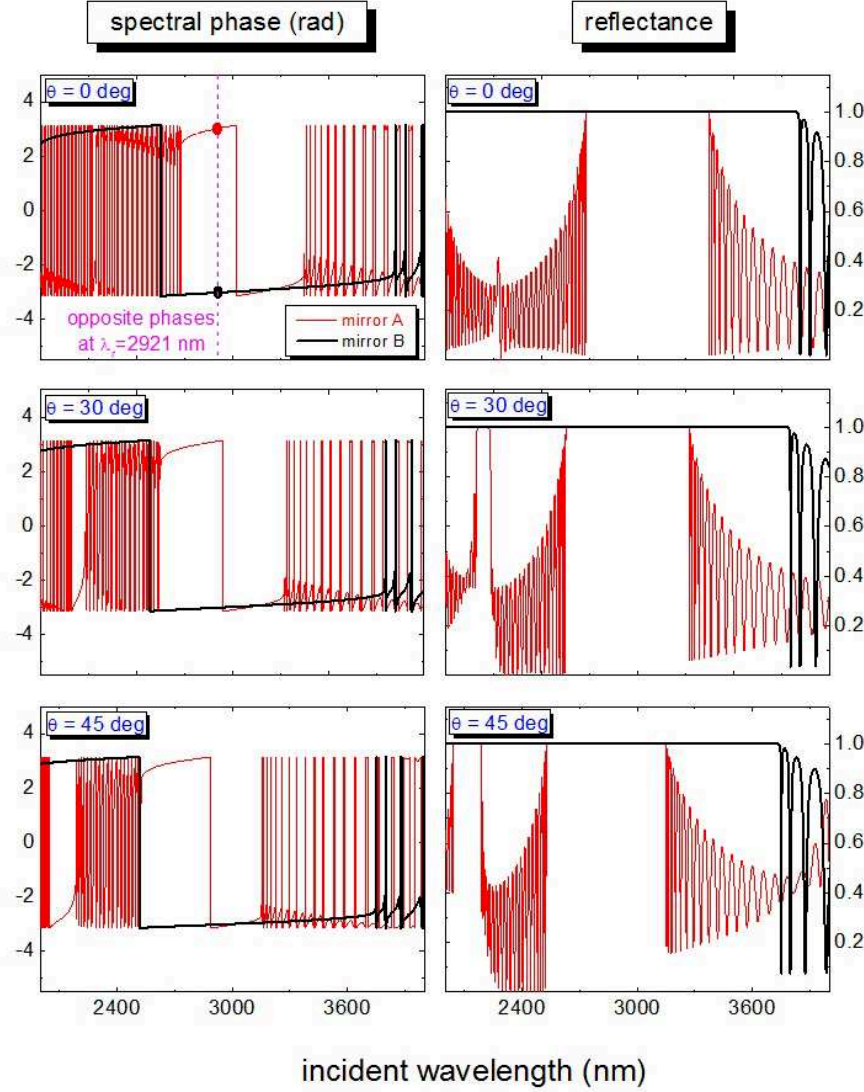 spectral phase (rad)
reflectance
θ = 0 deg
θ = 0 deg
4
2
0
-2
-4
1.0
0.8
0.6
0.4
0.2
opposite phases
at λr=2921 nm
mirror A
mirror B
θ = 30 deg
θ = 30 deg
4
2
0
-2
-4
1.0
0.8
0.6
0.4
0.2
θ = 45 deg
θ = 45 deg
4
2
0
-2
-4
1.0
0.8
0.6
0.4
0.2
2400 3000 3600
2400 3000 3600
incident wavelength (nm)